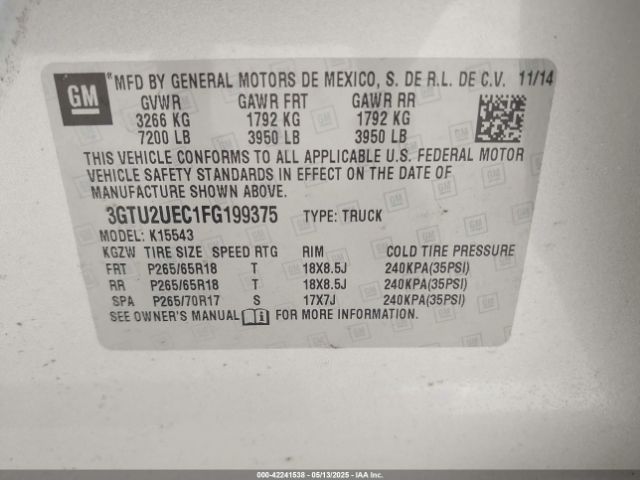 GM
*MFD BY GENERAL MOTORS DE MEXICO, S. DE R.L. DE C.V. 11/14
GVWR GAWR FRT GAWR RR
3266 KG 1792 KG 1792 KG
7200 LB 3950 LB 3950 LB
THIS VEHICLE CONFORMS TO ALL APPLICABLE U.S. FEDERAL MOTOR
VEHICLE SAFETY STANDARDS IN EFFECT ON THE DATE OF
MANUFACTURE SHOWN ABOVE.
3GTU2UEC1FG199375 TYPE: TRUCK
MODEL: K15543
KGZW TIRE SIZE SPEED RTG RIM COLD TIRE PRESSURE
FRT P265/65R18 T 18X8.5J 240KPA(35PSI)
RR P265/65R18 T 18X8.5J 240KPA(35PSI)
SPA P265/70R17 S 17X7J 240KPA(35PSI)
SEE OWNER'S MANUAL FOR MORE INFORMATION.
000-42241538 - 05/13/2025 - IAA Inc.